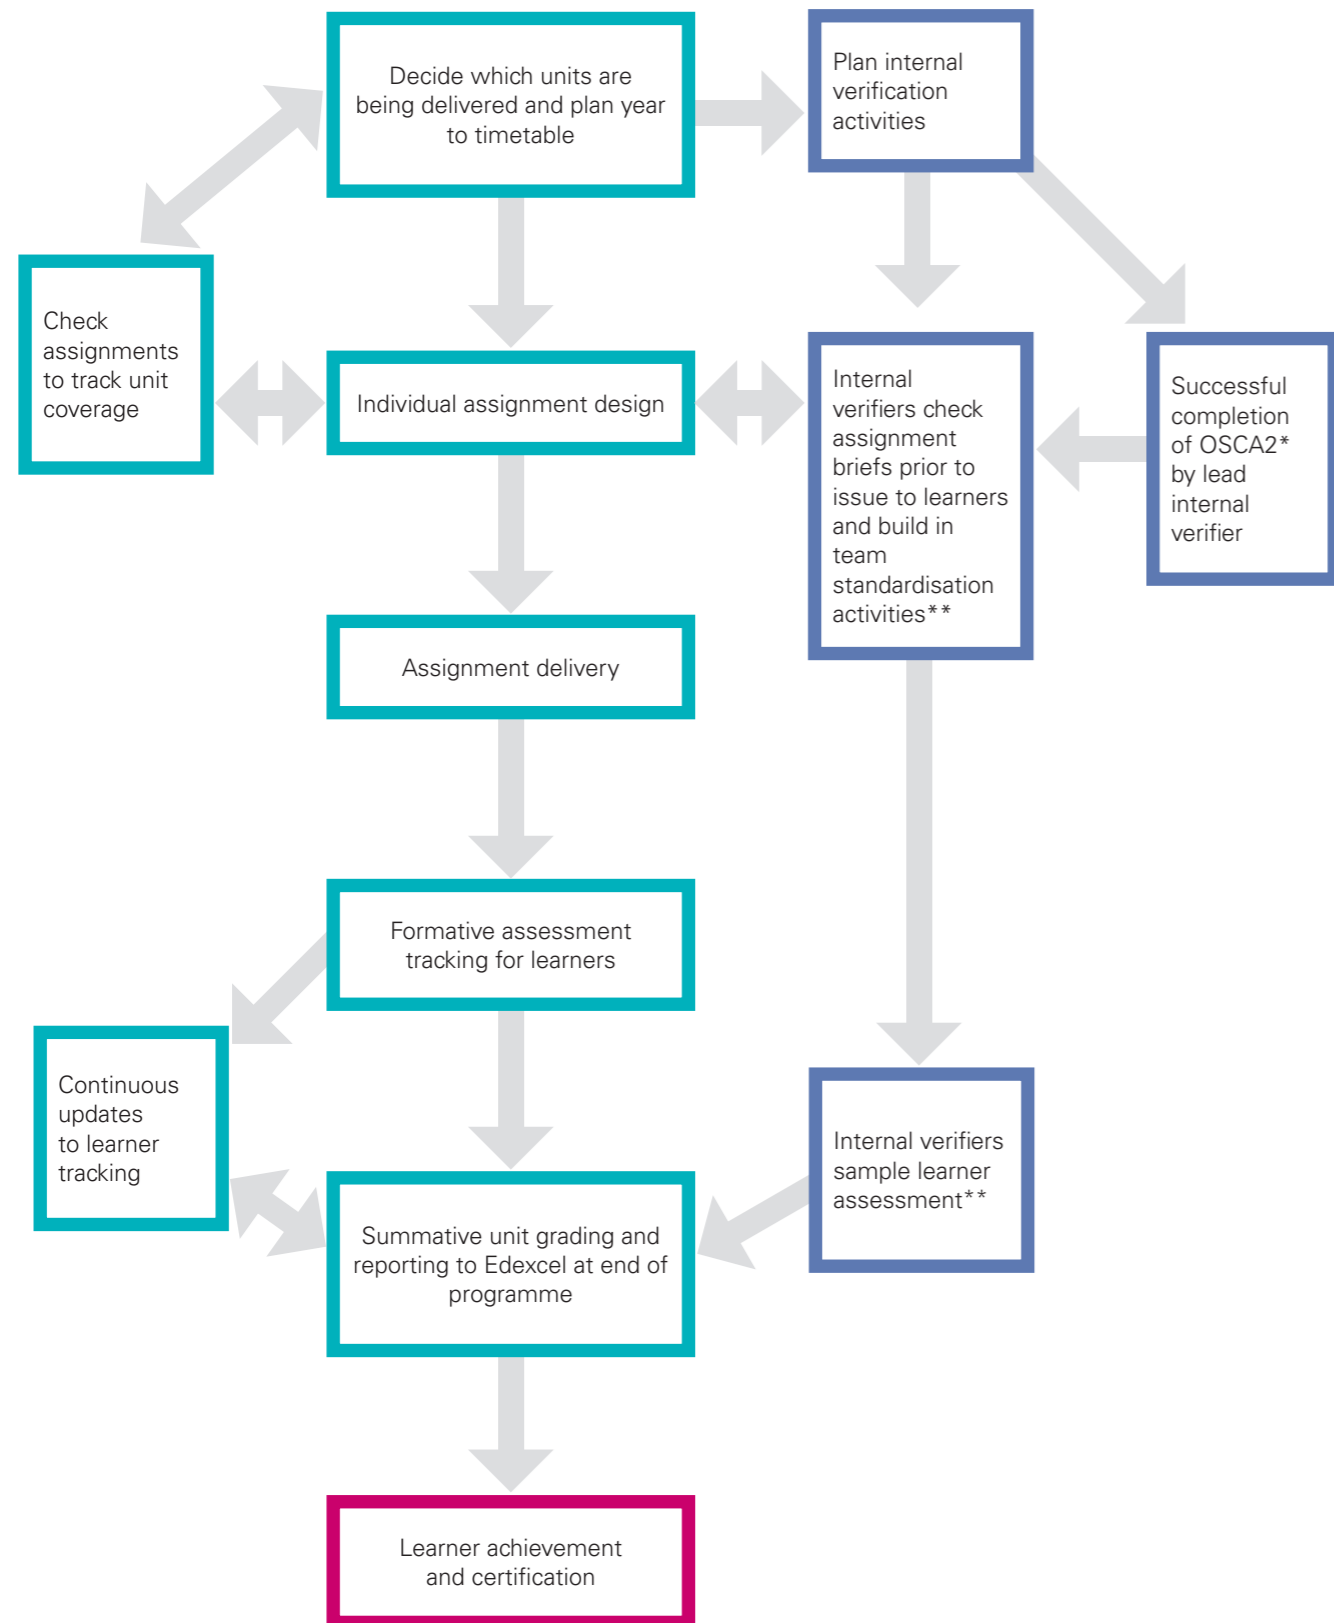 Decide which units are
being delivered and plan year
to timetable
Plan internal
verification
activities
Check
assignments
to track unit
coverage
Individual assignment design
Internal
verifiers check
assignment
briefs prior to
issue to learners
and build in
team
standardisation
activities**
Successful
completion
of OSCA2*
by lead
internal
verifier
Assignment delivery
Formative assessment
tracking for learners
Continuous
updates
to learner
tracking
Internal verifiers
sample learner
assessment**
Summative unit grading and
reporting to Edexcel at end of
programme
Learner achievement
and certification